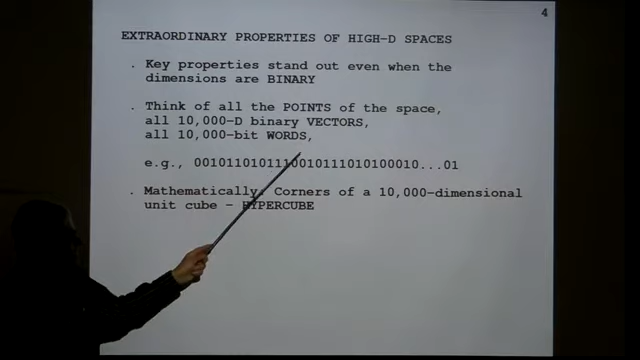 4
EXTRAORDINARY PROPERTIES OF HIGH-D SPACES
. Key properties stand out even when the
dimensions are BINARY
. Think of all the POINTS of the space,
all 10,000-D binary VECTORS,
all 10,000-bit WORDS,
e.g., 0010110101110010111010100010...01
. Mathematically, Corners of a 10,000-dimensional
unit cube - HYPERCUBE